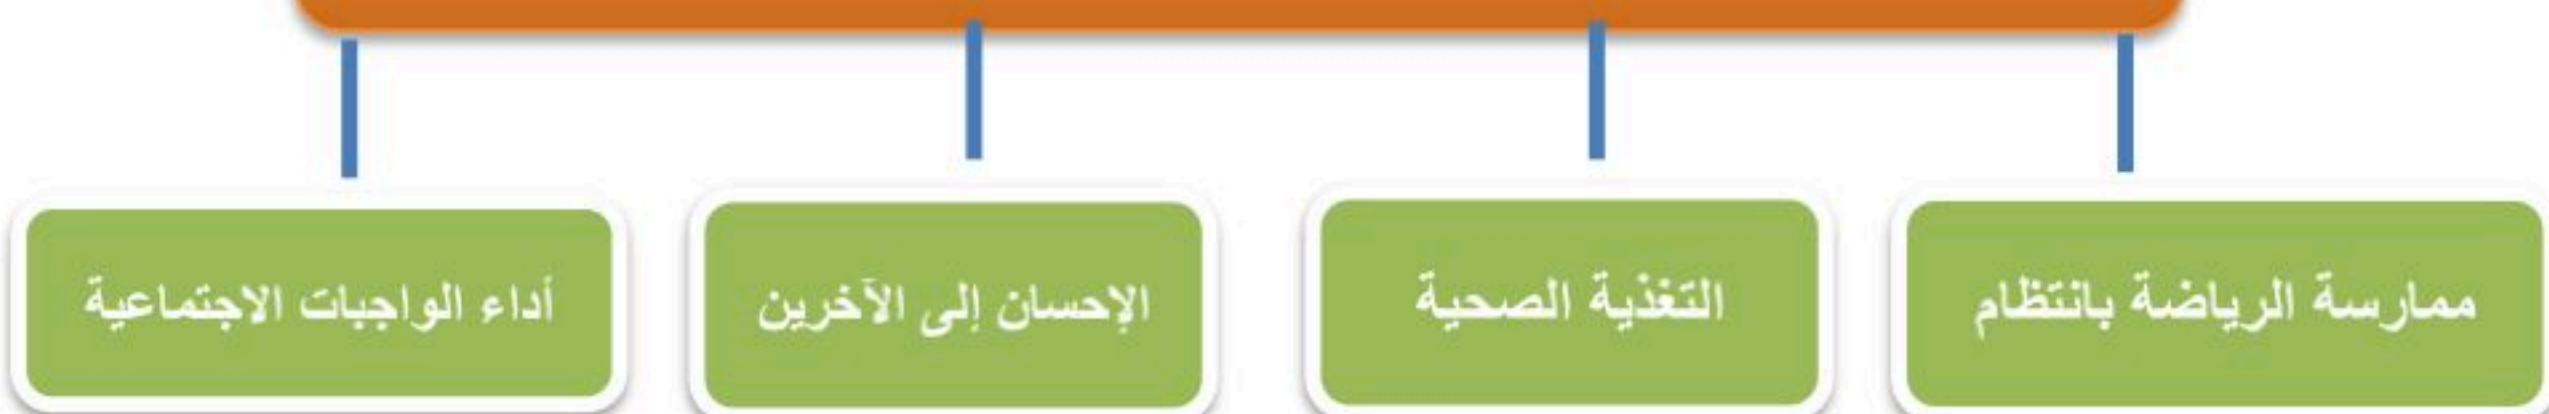 ممارسة الرياضة بانتظام
التغذية الصحية
الإحسان إلى الآخرين
أداء الواجبات الاجتماعية